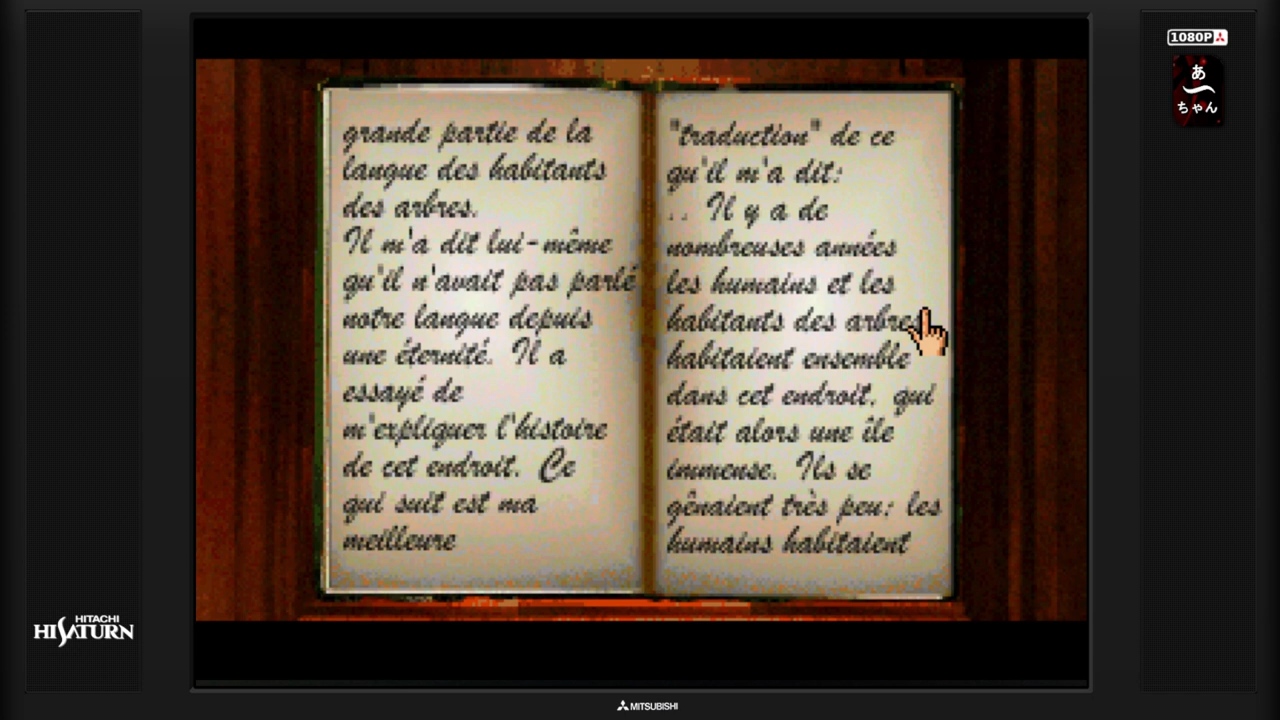 grande partie de la
langue des habitants
des arbres.
Il m'a dit lui-même
qu'il n'avait pas parlé
notre langue depuis
une éternité. Il a
essayé de
m'expliquer l'histoire
de cet endroit. Ce
qui suit est ma
meilleure
"traduction" de ce
qu'il m'a dit:
.. Il y a de
nombreuses années
les humains et les
habitants des arbres
habitaient ensemble
dans cet endroit, qui
était alors une île
immense. Ils se
gênaient très peu; les
humains habitaient
1080P
あ
ー
ちゃん
HITACHI
HISATURN
MITSUBISHI